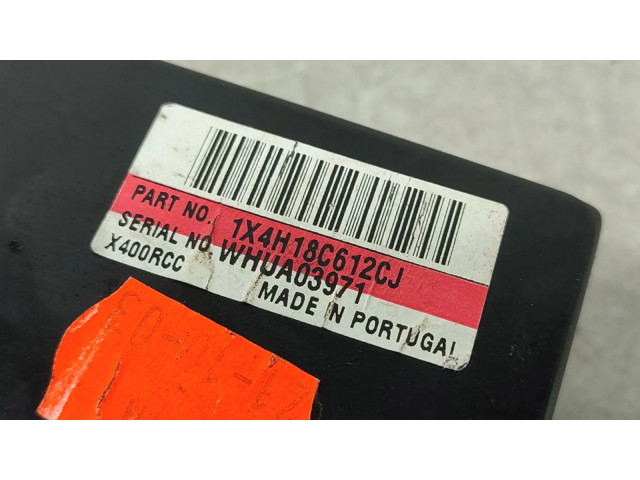 PART NO. 1X4H18C612CJ
SERIAL NO WHUA03971
X400RCC
MADE IN PORTUGAL